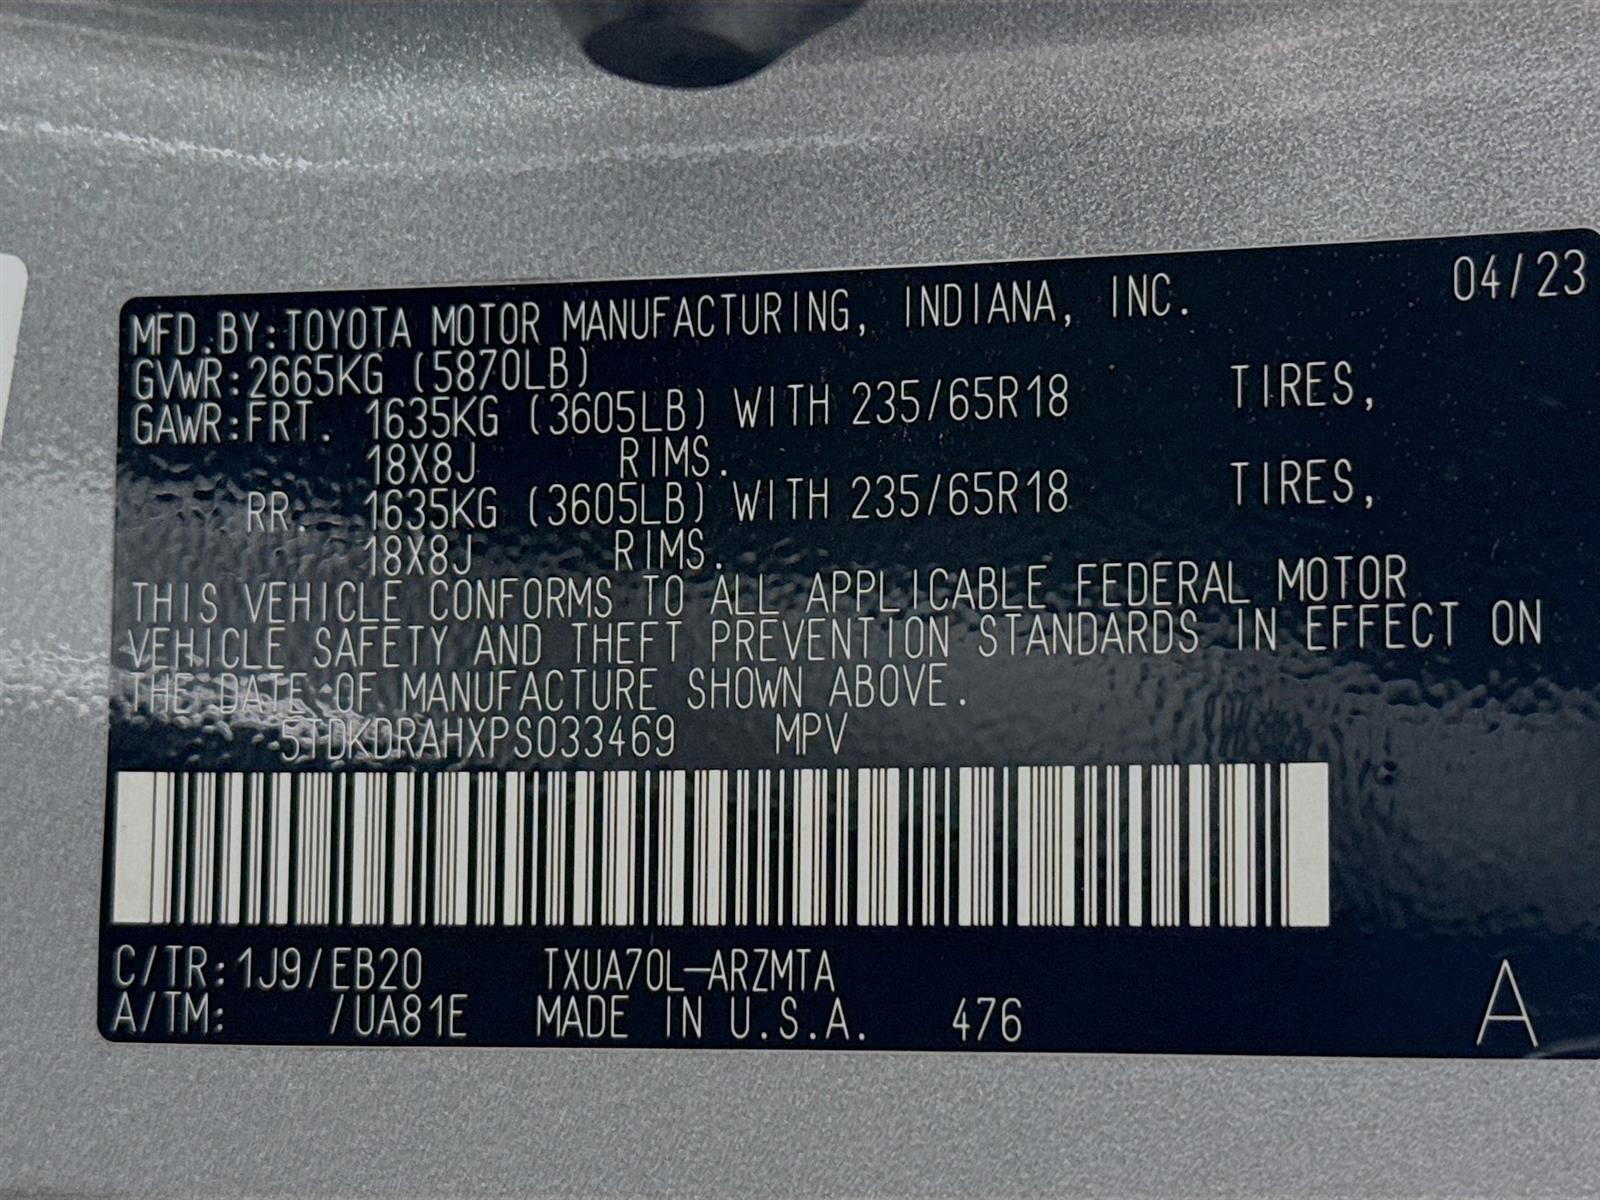 04/23
MFD.BY:TOYOTA MOTOR MANUFACTURING, INDIANA, INC.
GVWR:2665KG (5870LB)
GAWR:FRT. 1635KG (3605LB) WITH 235/65R18 TIRES,
18X8J RIMS.
RR. 1635KG (3605LB) WITH 235/65R18 TIRES,
18X8J RIMS.
THIS VEHICLE CONFORMS TO ALL APPLICABLE FEDERAL MOTOR
VEHICLE SAFETY AND THEFT PREVENTION STANDARDS IN EFFECT ON
THE DATE OF MANUFACTURE SHOWN ABOVE.
5TDKDRAHXPS033469 MPV
C/TR:1J9/EB20 TXUA70L-ARZMTA
A/TM: /UA81E MADE IN U.S.A. 476 A